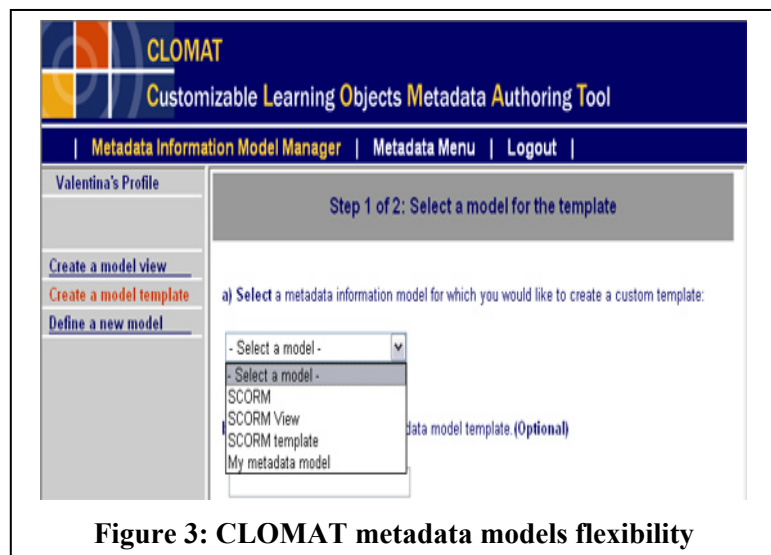 CLOMAT
Customizable Learning Objects Metadata Authoring Tool
| Metadata Information Model Manager | Metadata Menu | Logout |
Valentina's Profile
Step 1 of 2: Select a model for the template
Create a model view
Create a model template
Define a new model
a) Select a metadata information model for which you would like to create a custom template:
- Select a model -
- Select a model -
SCORM
SCORM View
SCORM template
My metadata model
data model template.(Optional)
Figure 3: CLOMAT metadata models flexibility